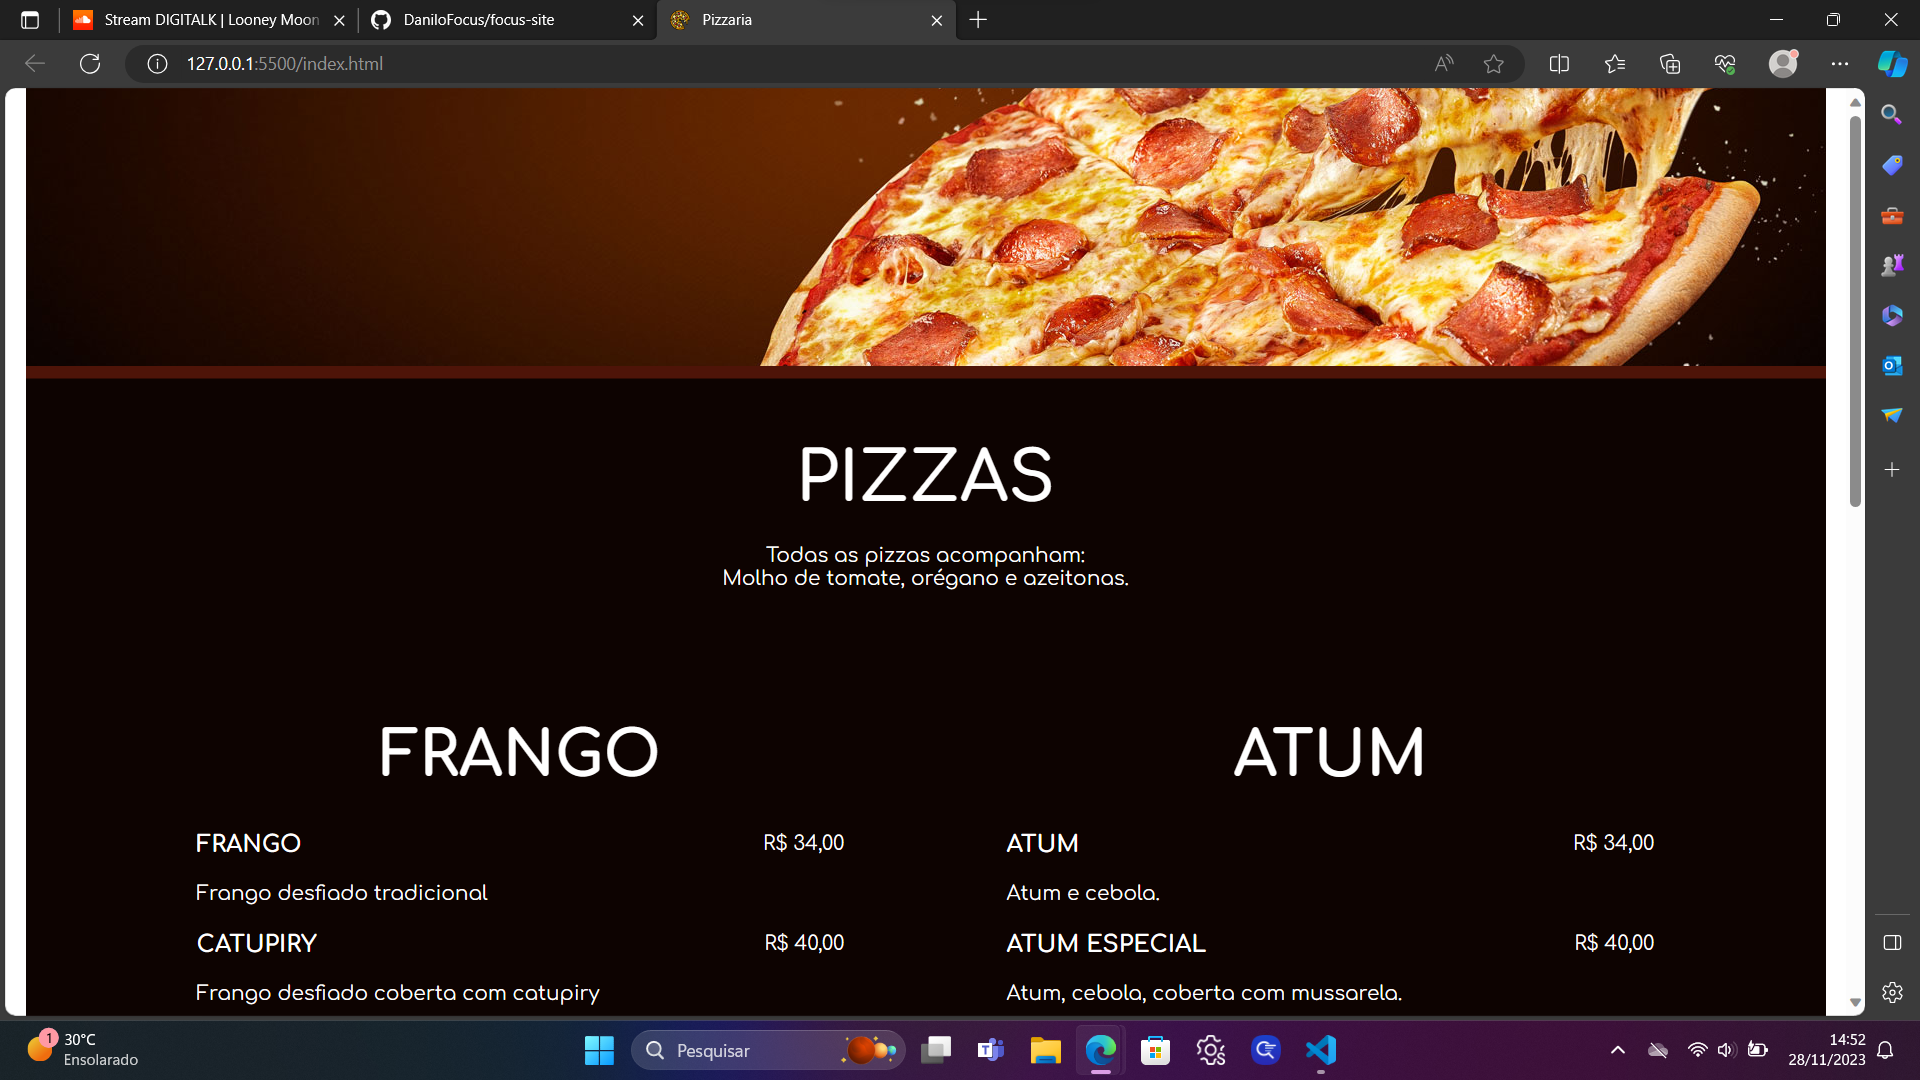 Stream DIGITALK | Looney Moon
DaniloFocus/focus-site
Pizzaria
127.0.0.1:5500/index.html
PIZZAS
Todas as pizzas acompanham:
Molho de tomate, orégano e azeitonas.
FRANGO
FRANGO R$ 34,00
Frango desfiado tradicional
CATUPIRY R$ 40,00
Frango desfiado coberta com catupiry
ATUM
ATUM R$ 34,00
Atum e cebola.
ATUM ESPECIAL R$ 40,00
Atum, cebola, coberta com mussarela.
1
30°C
Ensolarado
Pesquisar
14:52
28/11/2023